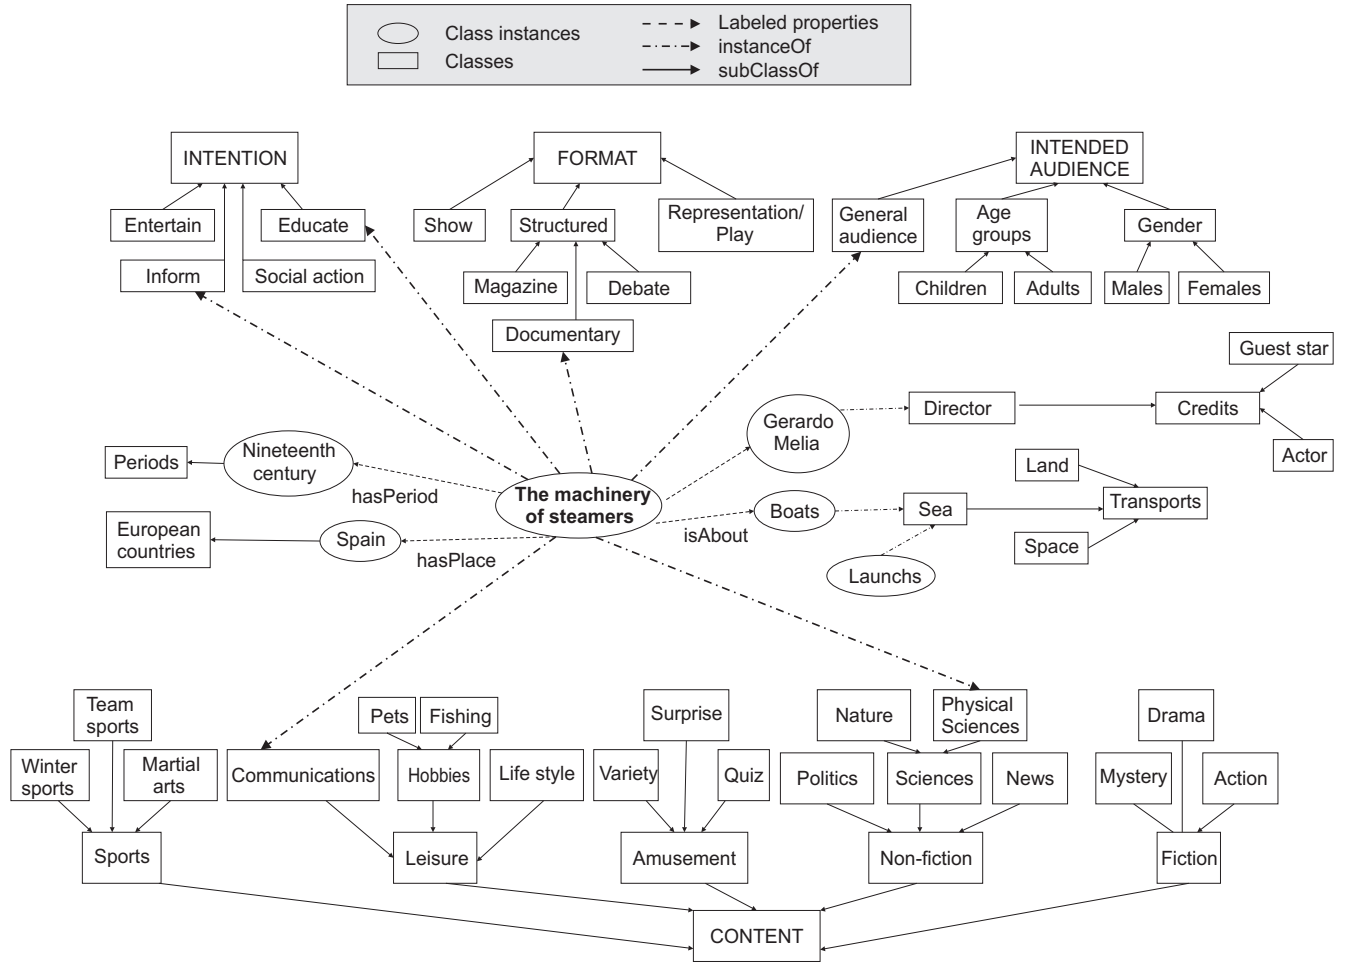 Class instances
Classes
Labeled properties
instanceOf
subClassOf
INTENTION
Entertain
Educate
Inform
Social action
FORMAT
Show
Structured
Representation/
Play
Magazine
Debate
Documentary
INTENDED
AUDIENCE
General
audience
Age
groups
Gender
Children
Adults
Males
Females
Guest star
Gerardo
Melia
Director
Credits
Actor
Periods
Nineteenth
century
hasPeriod
The machinery
of steamers
European
countries
Spain
hasPlace
isAbout
Boats
Sea
Launchs
Land
Transports
Space
Team
sports
Winter
sports
Martial
arts
Sports
Communications
Pets
Fishing
Hobbies
Life style
Leisure
Surprise
Variety
Quiz
Amusement
Nature
Physical
Sciences
Politics
Sciences
News
Non-fiction
Drama
Mystery
Action
Fiction
CONTENT